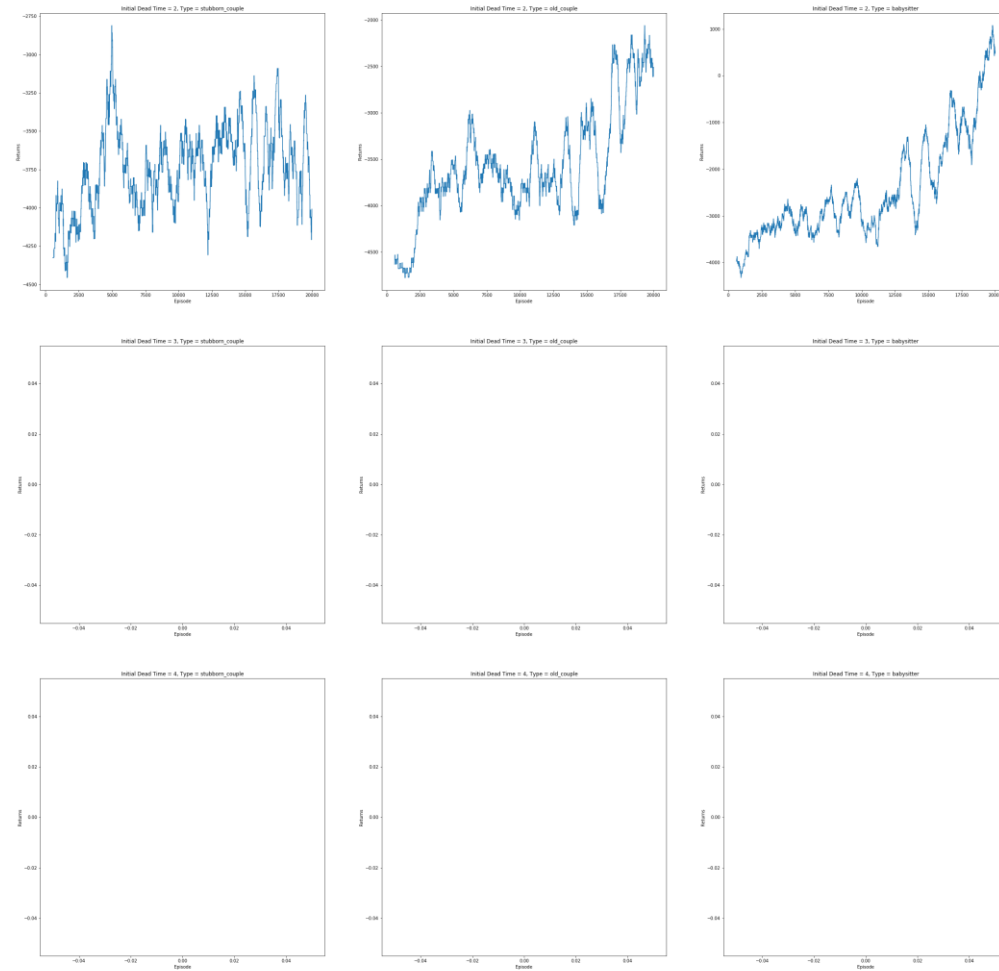 Initial Dead Time = 2, Type = stubborn_couple
−2750
−3000
−3250
−3500
−3750
−4000
−4250
−4500
Returns
0 2500 5000 7500 10000 12500 15000 17500 20000
Episode
Initial Dead Time = 2, Type = old_couple
−2000
−2500
−3000
−3500
−4000
−4500
Returns
0 2500 5000 7500 10000 12500 15000 17500 20000
Episode
Initial Dead Time = 2, Type = babysitter
1000
0
−1000
−2000
−3000
−4000
Returns
0 2500 5000 7500 10000 12500 15000 17500 2000
Episode
Initial Dead Time = 3, Type = stubborn_couple
0.04
0.02
0.00
−0.02
−0.04
Returns
−0.04 −0.02 0.00 0.02 0.04
Episode
Initial Dead Time = 3, Type = old_couple
0.04
0.02
0.00
−0.02
−0.04
Returns
−0.04 −0.02 0.00 0.02 0.04
Episode
Initial Dead Time = 3, Type = babysitter
0.04
0.02
0.00
−0.02
−0.04
Returns
−0.04 −0.02 0.00 0.02 0.04
Episode
Initial Dead Time = 4, Type = stubborn_couple
0.04
0.02
0.00
−0.02
−0.04
Returns
−0.04 −0.02 0.00 0.02 0.04
Episode
Initial Dead Time = 4, Type = old_couple
0.04
0.02
0.00
−0.02
−0.04
Returns
−0.04 −0.02 0.00 0.02 0.04
Episode
Initial Dead Time = 4, Type = babysitter
0.04
0.02
0.00
−0.02
−0.04
Returns
−0.04 −0.02 0.00 0.02 0.04
Episode